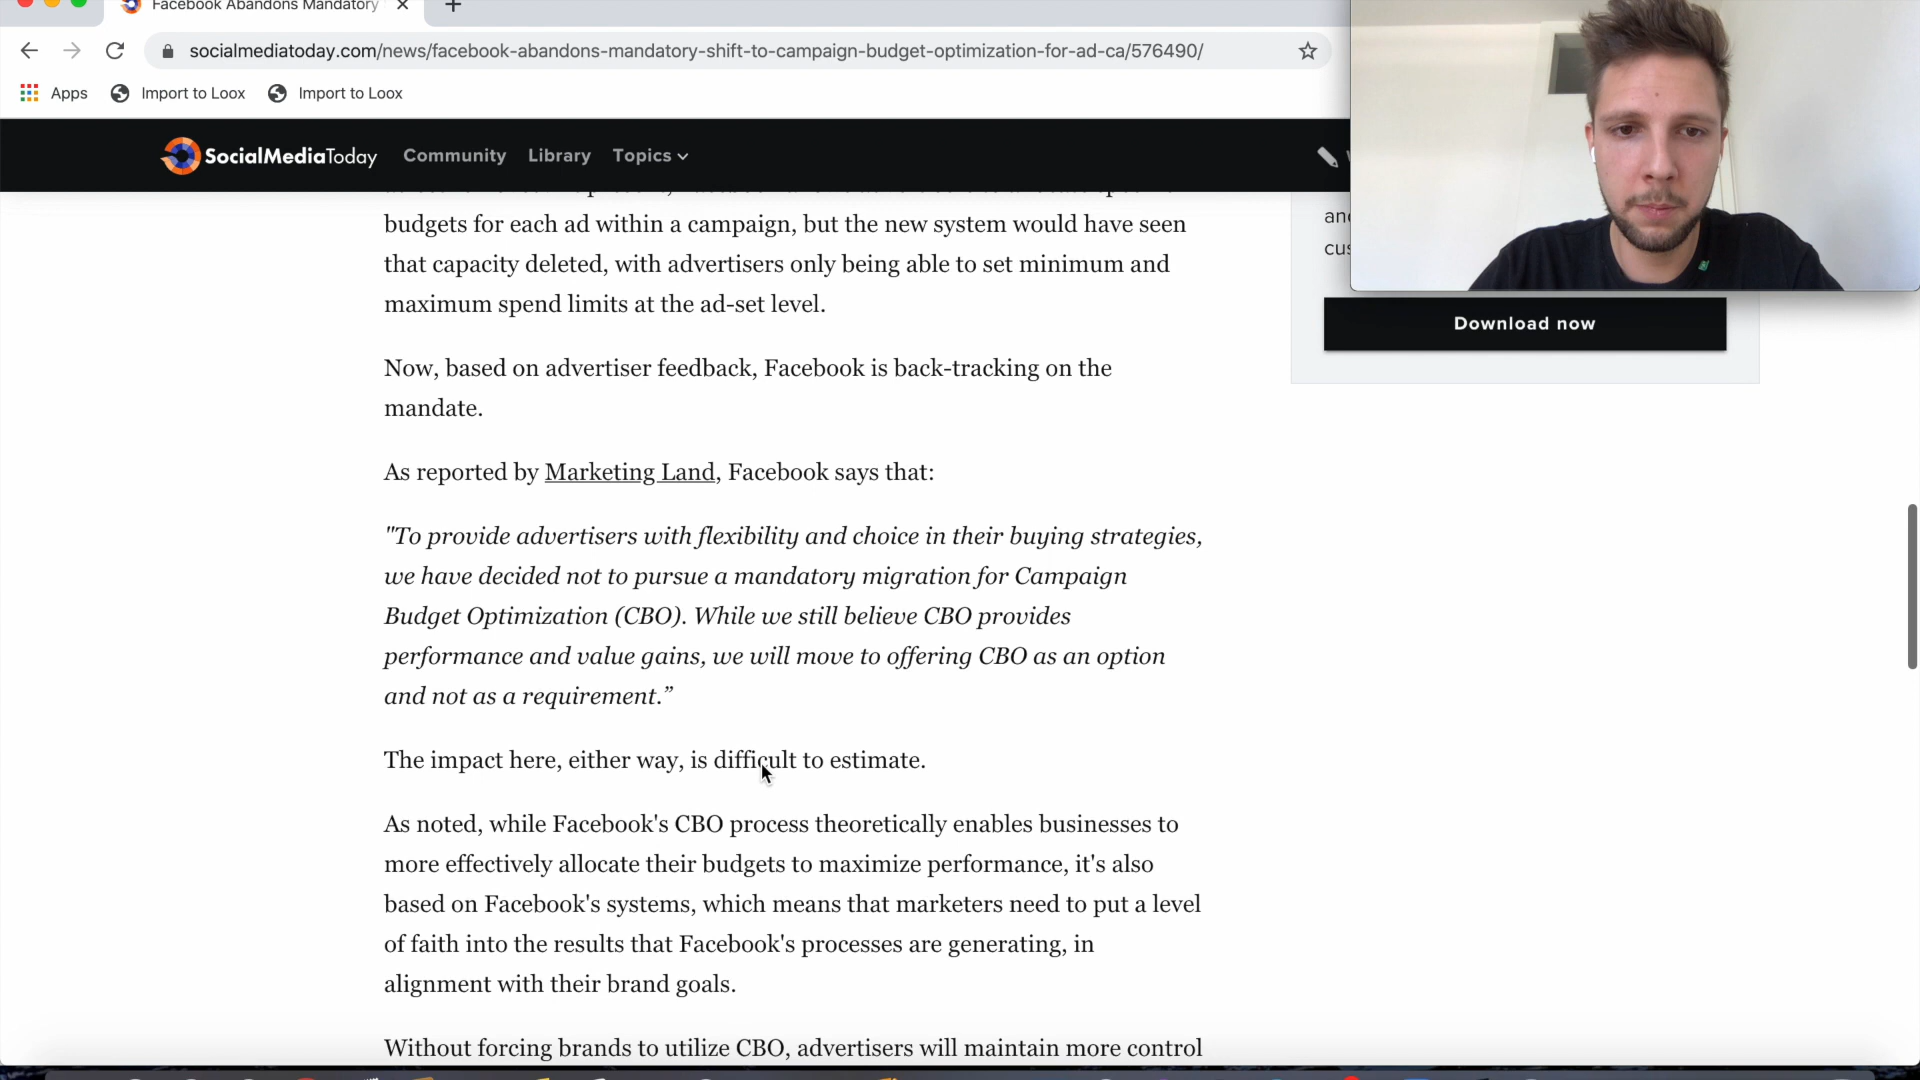 Facebook Abandons Mandatory
socialmediatoday.com/news/facebook-abandons-mandatory-shift-to-campaign-budget-optimization-for-ad-ca/576490/
Apps Import to Loox Import to Loox
SocialMediaToday Community Library Topics
budgets for each ad within a campaign, but the new system would have seen
that capacity deleted, with advertisers only being able to set minimum and
maximum spend limits at the ad-set level.
Now, based on advertiser feedback, Facebook is back-tracking on the
mandate.
As reported by Marketing Land, Facebook says that:
"To provide advertisers with flexibility and choice in their buying strategies,
we have decided not to pursue a mandatory migration for Campaign
Budget Optimization (CBO). While we still believe CBO provides
performance and value gains, we will move to offering CBO as an option
and not as a requirement.”
The impact here, either way, is difficult to estimate.
As noted, while Facebook's CBO process theoretically enables businesses to
more effectively allocate their budgets to maximize performance, it's also
based on Facebook's systems, which means that marketers need to put a level
of faith into the results that Facebook's processes are generating, in
alignment with their brand goals.
Without forcing brands to utilize CBO, advertisers will maintain more control
Download now